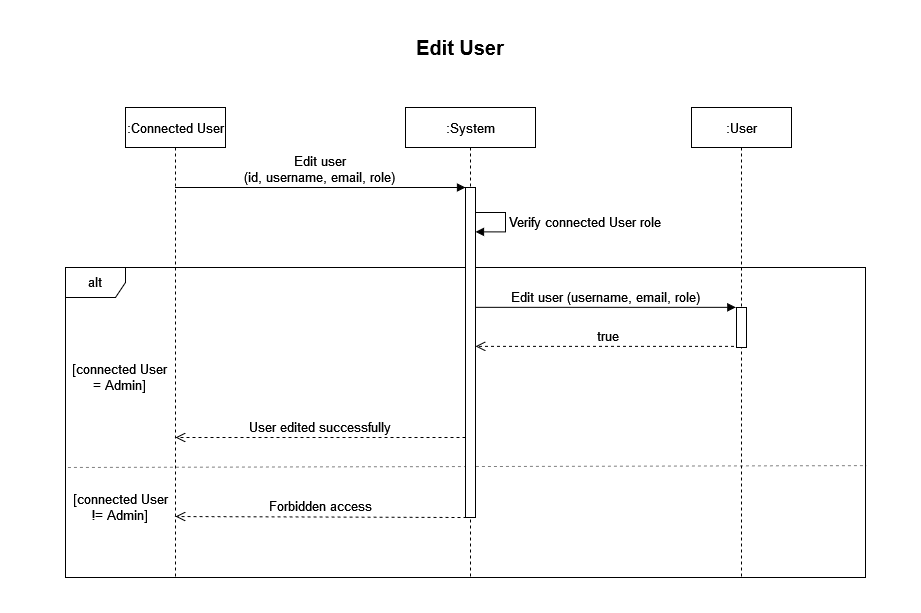 Edit User
:Connected User
:System
:User
Edit user
(id, username, email, role)
Verify connected User role
alt
Edit user (username, email, role)
true
[connected User
= Admin]
User edited successfully
[connected User
!= Admin]
Forbidden access